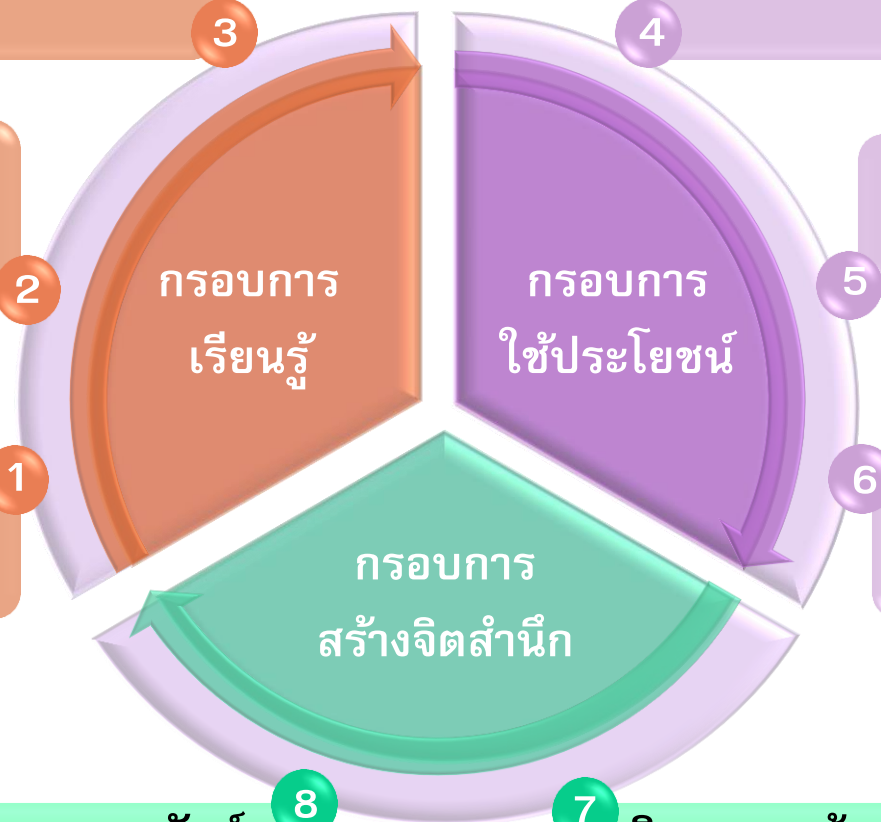 3
4
2
5
กรอบการ
เรียนรู้
กรอบการ
ใช้ประโยชน์
1
6
กรอบการ
สร้างจิตสำนึก
8
7